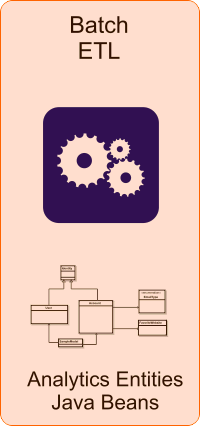 Batch
ETL
Analytics Entities
Java Beans